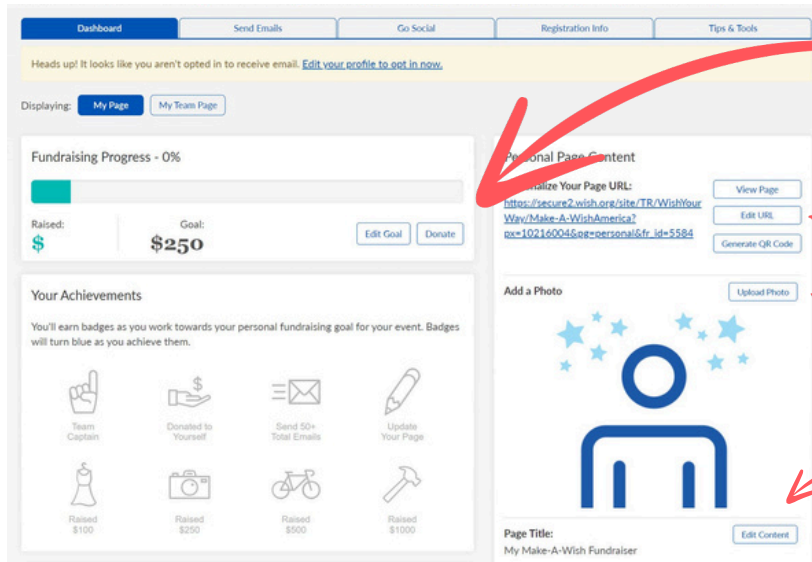 Dashboard
Send Emails
Go Social
Registration Info
Tips & Tools
Heads up! It looks like you aren't opted in to receive email. Edit your profile to opt in now.
Displaying:
My Page
My Team Page
Fundraising Progress - 0%
Raised:
$
Goal:
$250
Edit Goal
Donate
Your Achievements
You'll earn badges as you work towards your personal fundraising goal for your event. Badges
will turn blue as you achieve them.
Team
Captain
Donated to
Yourself
Send 50+
Total Emails
Update
Your Page
Raised
$100
Raised
$250
Raised
$500
Raised
$1000
Content
Your Page URL:
https://secure2.wish.org/site/TR/WishYour
Way/Make-A-WishAmerica?
px=10216004&pg=personal&fr_id=5584
View Page
Edit URL
Generate QR Code
Add a Photo
Upload Photo
Page Title:
My Make-A-Wish Fundraiser
Edit Content